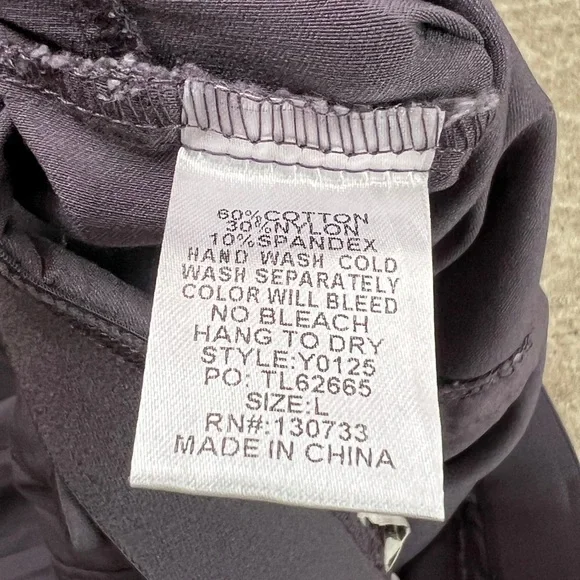 60%COTTON
30%NYLON
10%SPANDEX
HAND WASH COLD
WASH SEPARATELY
COLOR WILL BLEED
NO BLEACH
HANG TO DRY
STYLE:Y0125
PO: TL62665
SIZE:L
RN#:130733
MADE IN CHINA